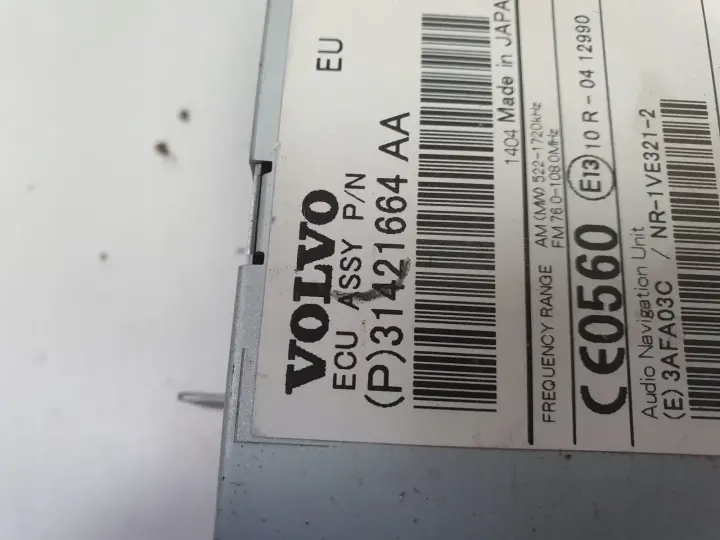 EU
VOLVO
ECU ASSY P/N
(P)31421664 AA
1404 Made in JAPA
FREQUENCY RANGE AM (MW) 522-1720kHz
FM 76.0-108.0MHz
CE0560 E13 10 R-04 12990
Audio Navigation Unit
(E) 3AFA03C / NR-1VE321-2